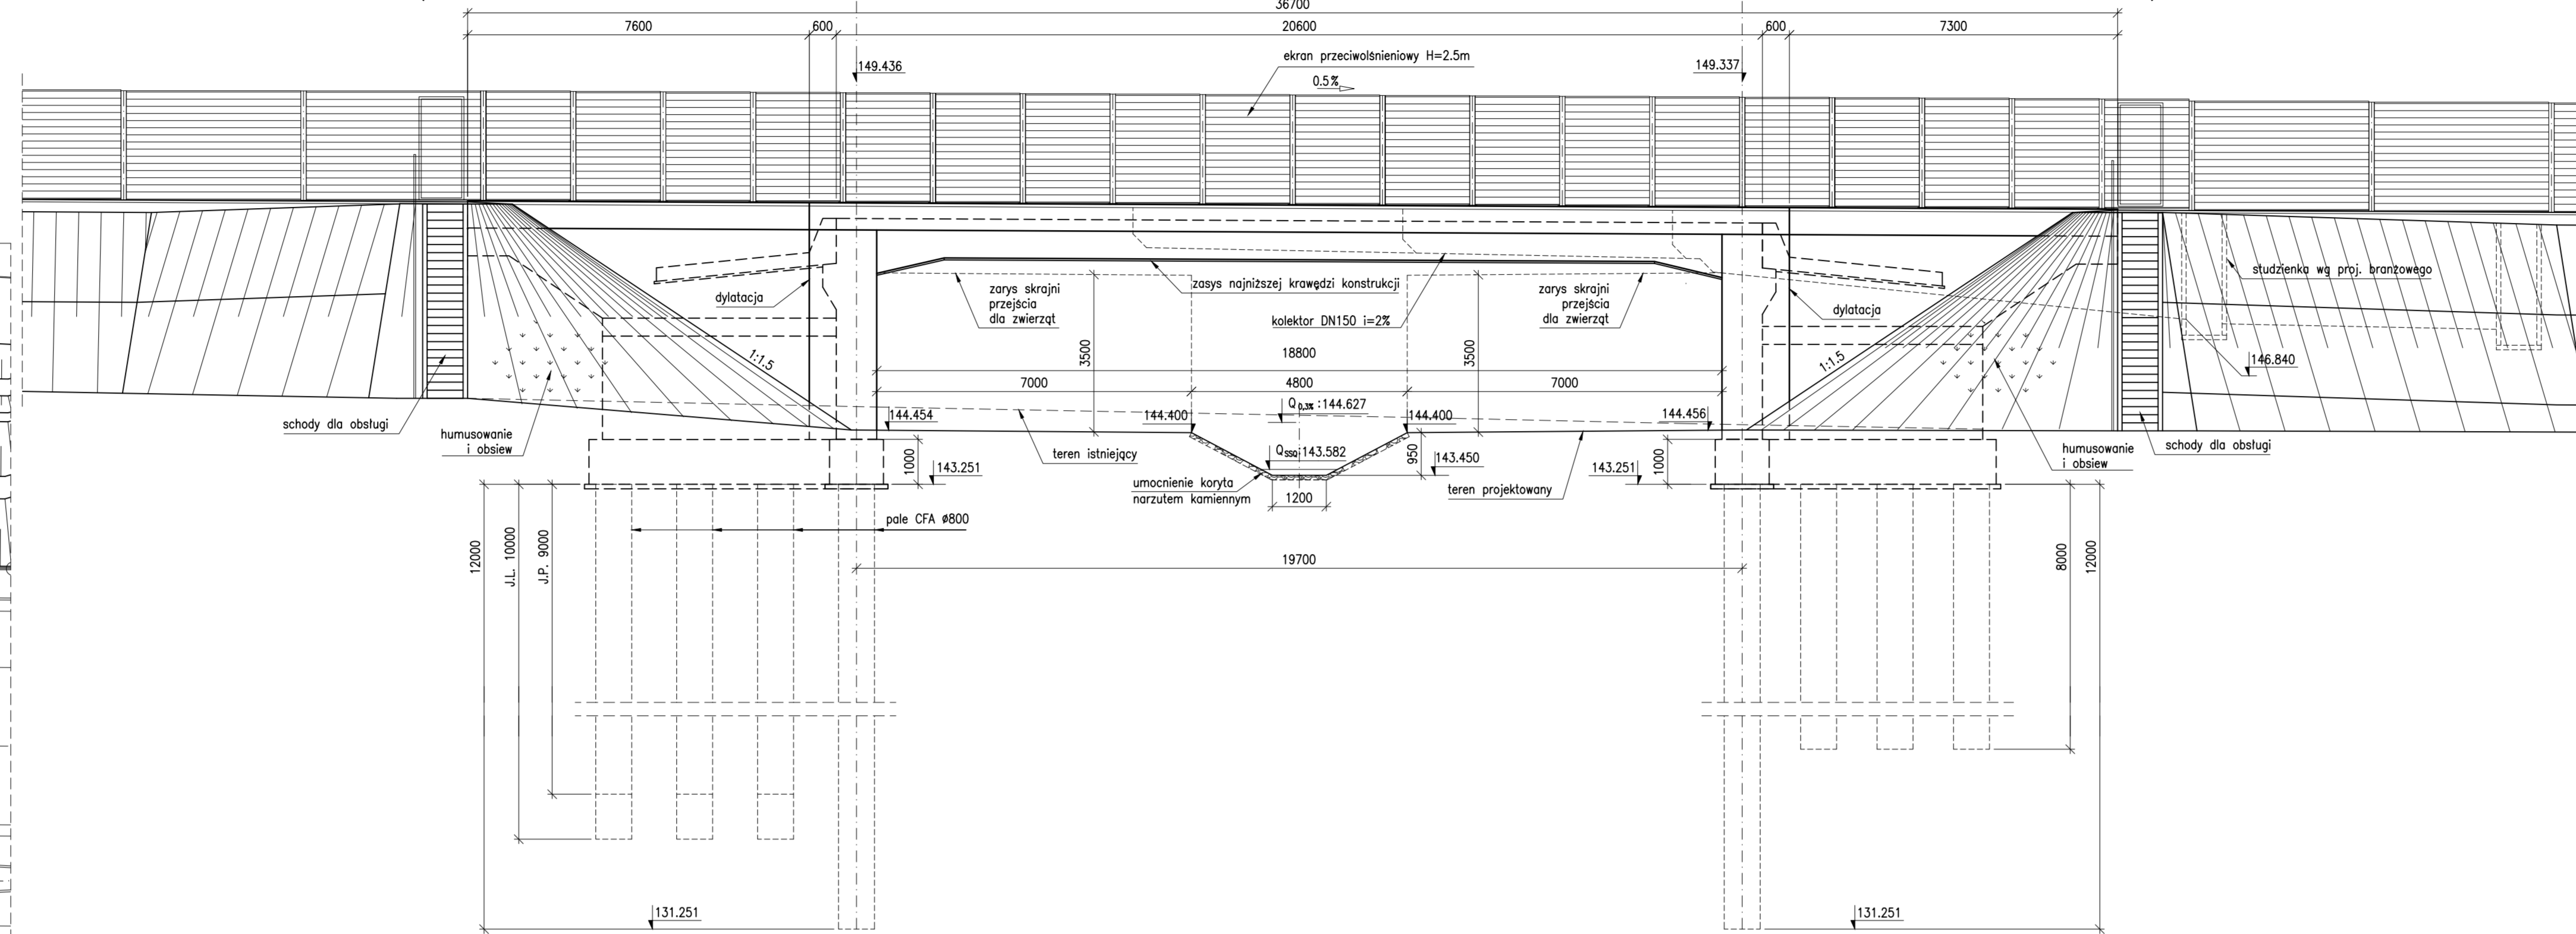 36700
7600
600
20600
600
7300
ekran przeciwolśnieniowy H=2.5m
149.436
149.337
0.5%
studzienka wg proj. branżowego
zarys skrajni
przejścia
dla zwierząt
zasys najniższej krawędzi konstrukcji
zarys skrajni
przejścia
dla zwierząt
dylatacja
dylatacja
kolektor DN150 i=2%
3500
18800
3500
1:1.5
1:1.5
146.840
7000
4800
7000
144.454
144.400
Q0,3% :144.627
144.400
144.456
schody dla obsługi
humusowanie
i obsiew
teren istniejący
QSSQ:143.582
950
143.450
humusowanie
i obsiew
schody dla obsługi
1000
143.251
umocnienie koryta
narzutem kamiennym
1200
teren projektowany
143.251
1000
pale CFA ø800
12000
J.L. 10000
J.P. 9000
19700
8000
12000
131.251
131.251